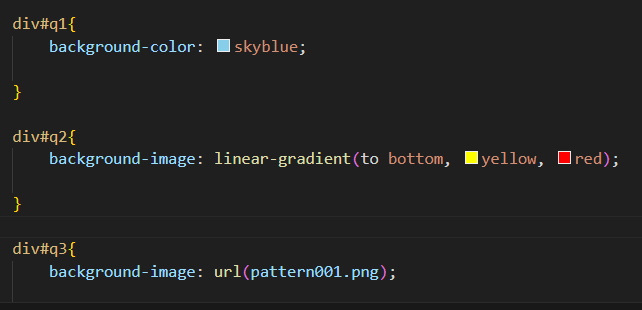 div#q1{
    background-color: skyblue;
}
div#q2{
    background-image: linear-gradient(to bottom, yellow, red);
}
div#q3{
    background-image: url(pattern001.png);